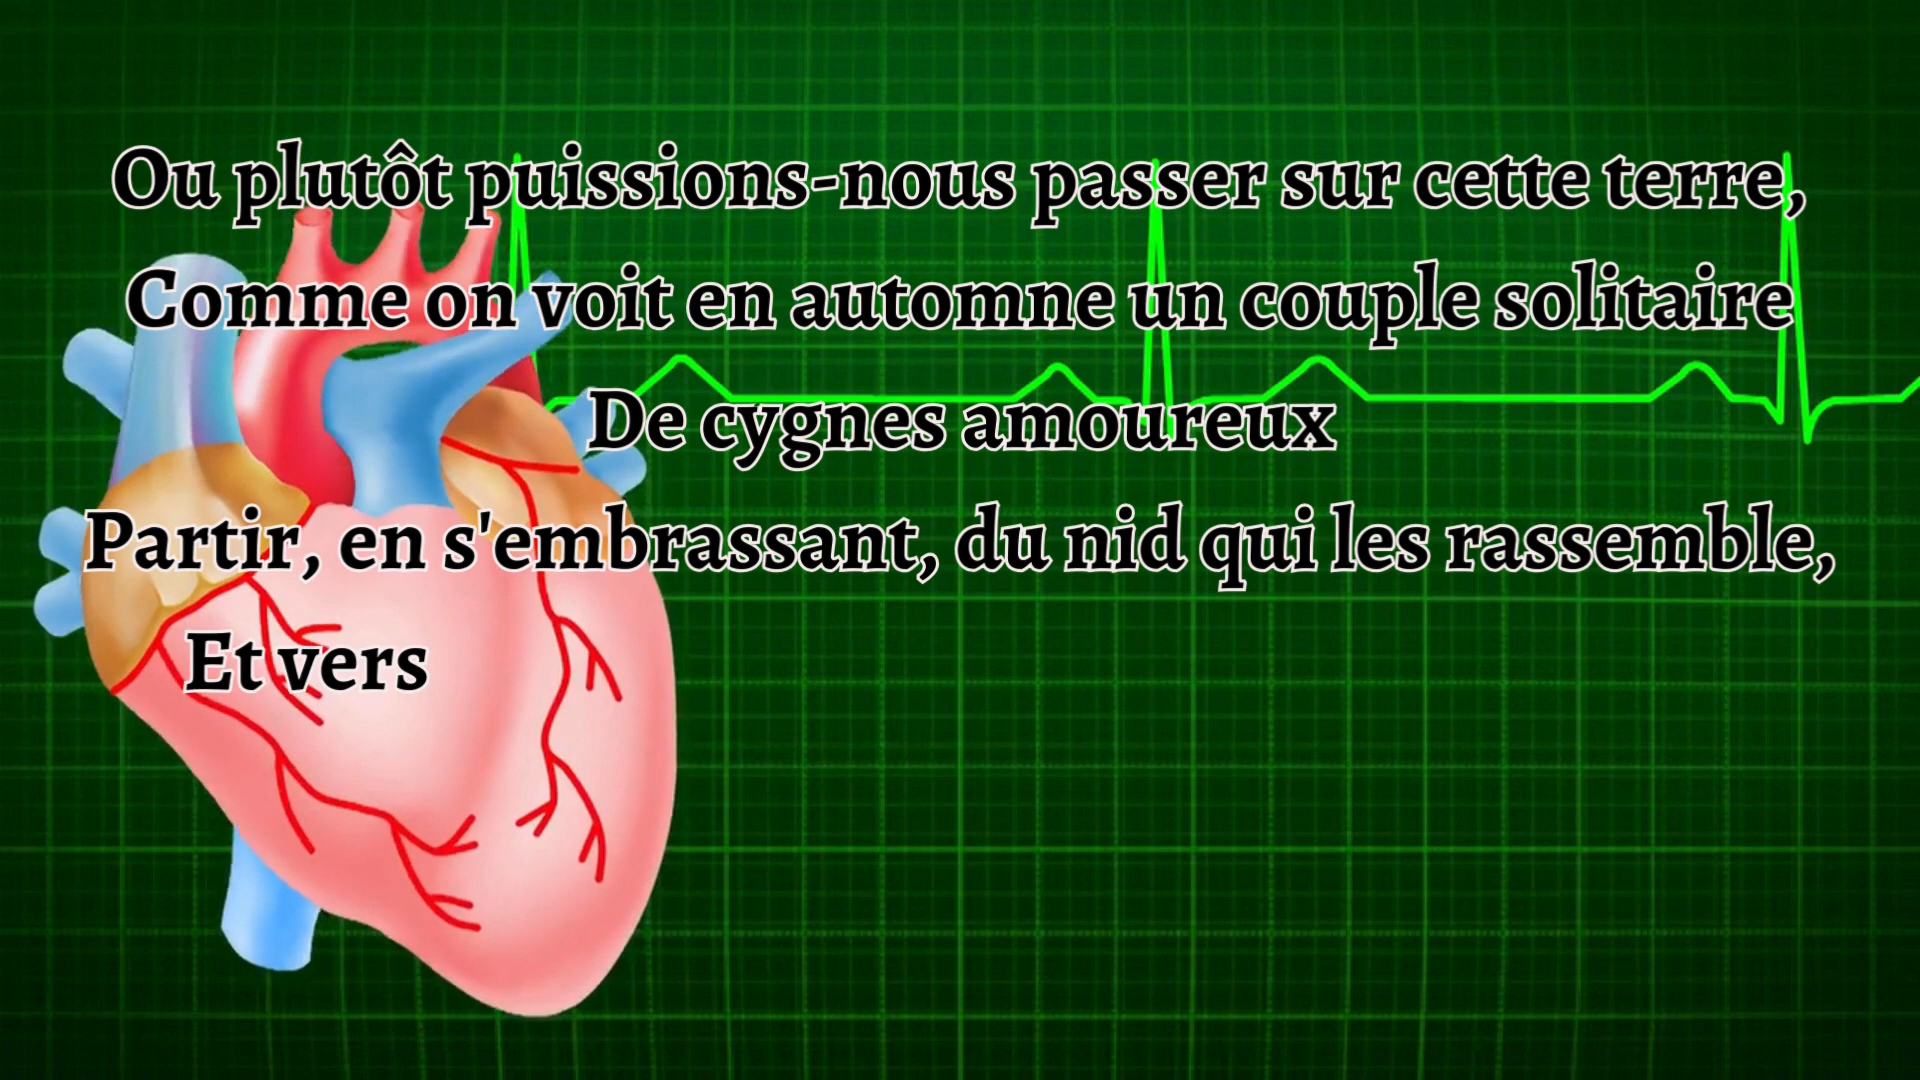 Ou plutôt puissions-nous passer sur cette terre,
Comme on voit en automne un couple solitaire
De cygnes amoureux
Partir, en s'embrassant, du nid qui les rassemble,
Et vers